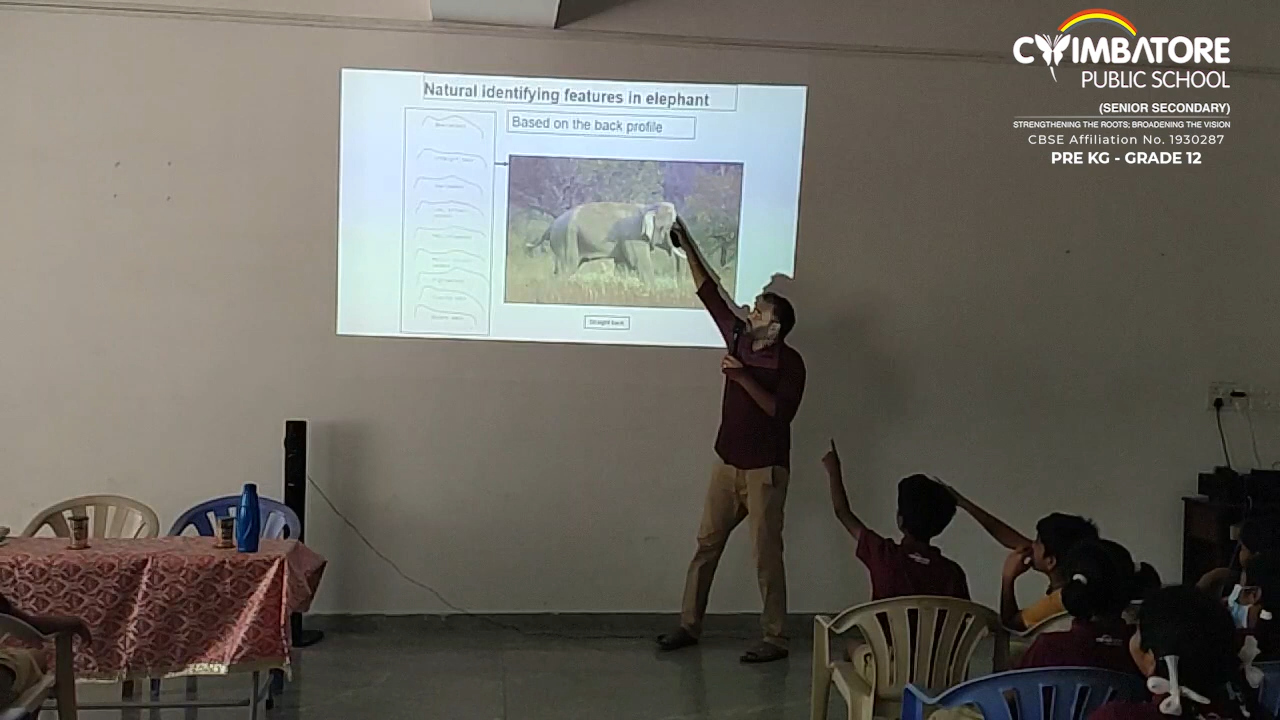 Natural identifying features in elephant
Based on the back profile
Straight back
COIMBATORE
PUBLIC SCHOOL
(SENIOR SECONDARY)
STRENGTHENING THE ROOTS; BROADENING THE VISION
CBSE Affiliation No. 1930287
PRE KG - GRADE 12